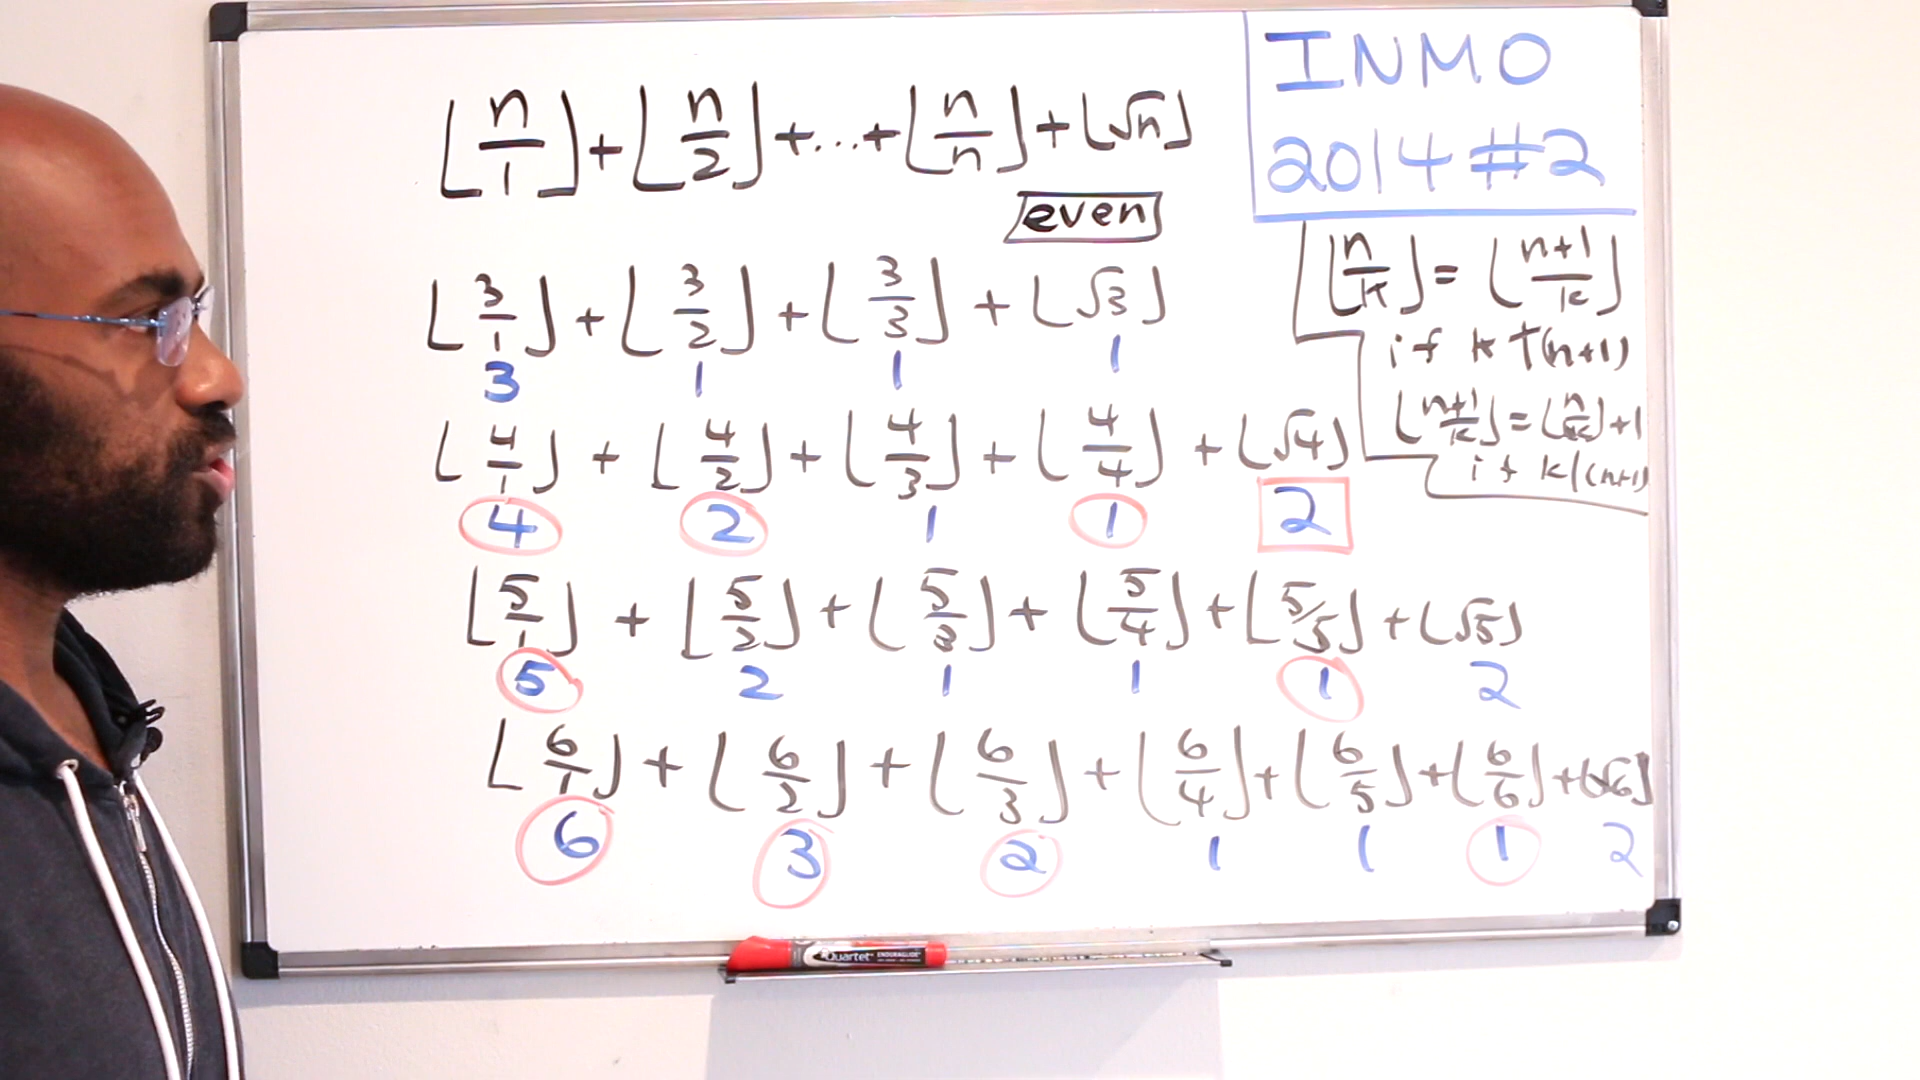 ⌊n/1⌋+⌊n/2⌋+...+⌊n/n⌋+⌊√n⌋
even
INMO
2014 #2
⌊n/k⌋=⌊(n+1)/k⌋
if k∤(n+1)
⌊(n+1)/k⌋=⌊n/k⌋+1
if k|(n+1)
⌊3/1⌋+⌊3/2⌋+⌊3/3⌋+⌊√3⌋
3 1 1 1
⌊4/1⌋+⌊4/2⌋+⌊4/3⌋+⌊4/4⌋+⌊√4⌋
4 2 1 1 2
⌊5/1⌋+⌊5/2⌋+⌊5/3⌋+⌊5/4⌋+⌊5/5⌋+⌊√5⌋
5 2 1 1 1 2
⌊6/1⌋+⌊6/2⌋+⌊6/3⌋+⌊6/4⌋+⌊6/5⌋+⌊6/6⌋+⌊√6⌋
6 3 2 1 1 1 2
Quartet ENDURAGLIDE